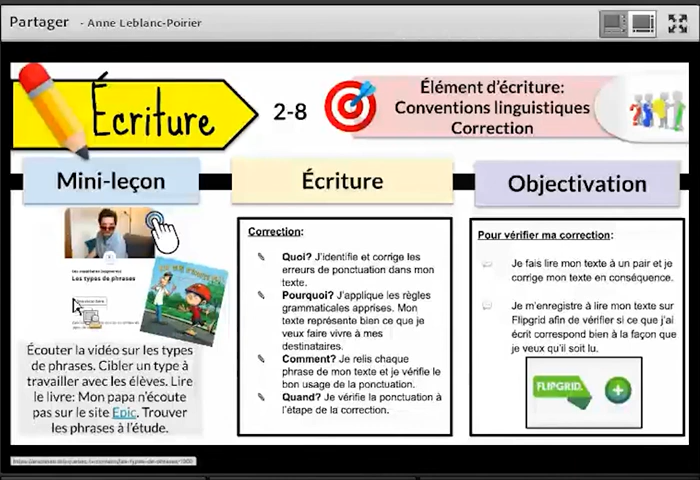 Partager - Anne Leblanc-Poirier
Écriture
2-8
Élément d'écriture:
Conventions linguistiques
Correction
Mini-leçon
Les types de phrases
Écouter la vidéo sur les types
de phrases. Cibler un type à
travailler avec les élèves. Lire
le livre: Mon papa n'écoute
pas sur le site Epic. Trouver
les phrases à l'étude.
Écriture
Correction:
Quoi? J'identifie et corrige les
erreurs de ponctuation dans mon
texte.
Pourquoi? J'applique les règles
grammaticales apprises. Mon
texte représente bien ce que je
veux faire vivre à mes
destinataires.
Comment? Je relis chaque
phrase de mon texte et je vérifie le
bon usage de la ponctuation.
Quand? Je vérifie la ponctuation à
l'étape de la correction.
Objectivation
Pour vérifier ma correction:
Je fais lire mon texte à un pair et je
corrige mon texte en conséquence.
Je m'enregistre à lire mon texte sur
Flipgrid afin de vérifier si ce que j'ai
écrit correspond bien à la façon que
je veux qu'il soit lu.
FLIPGRID.